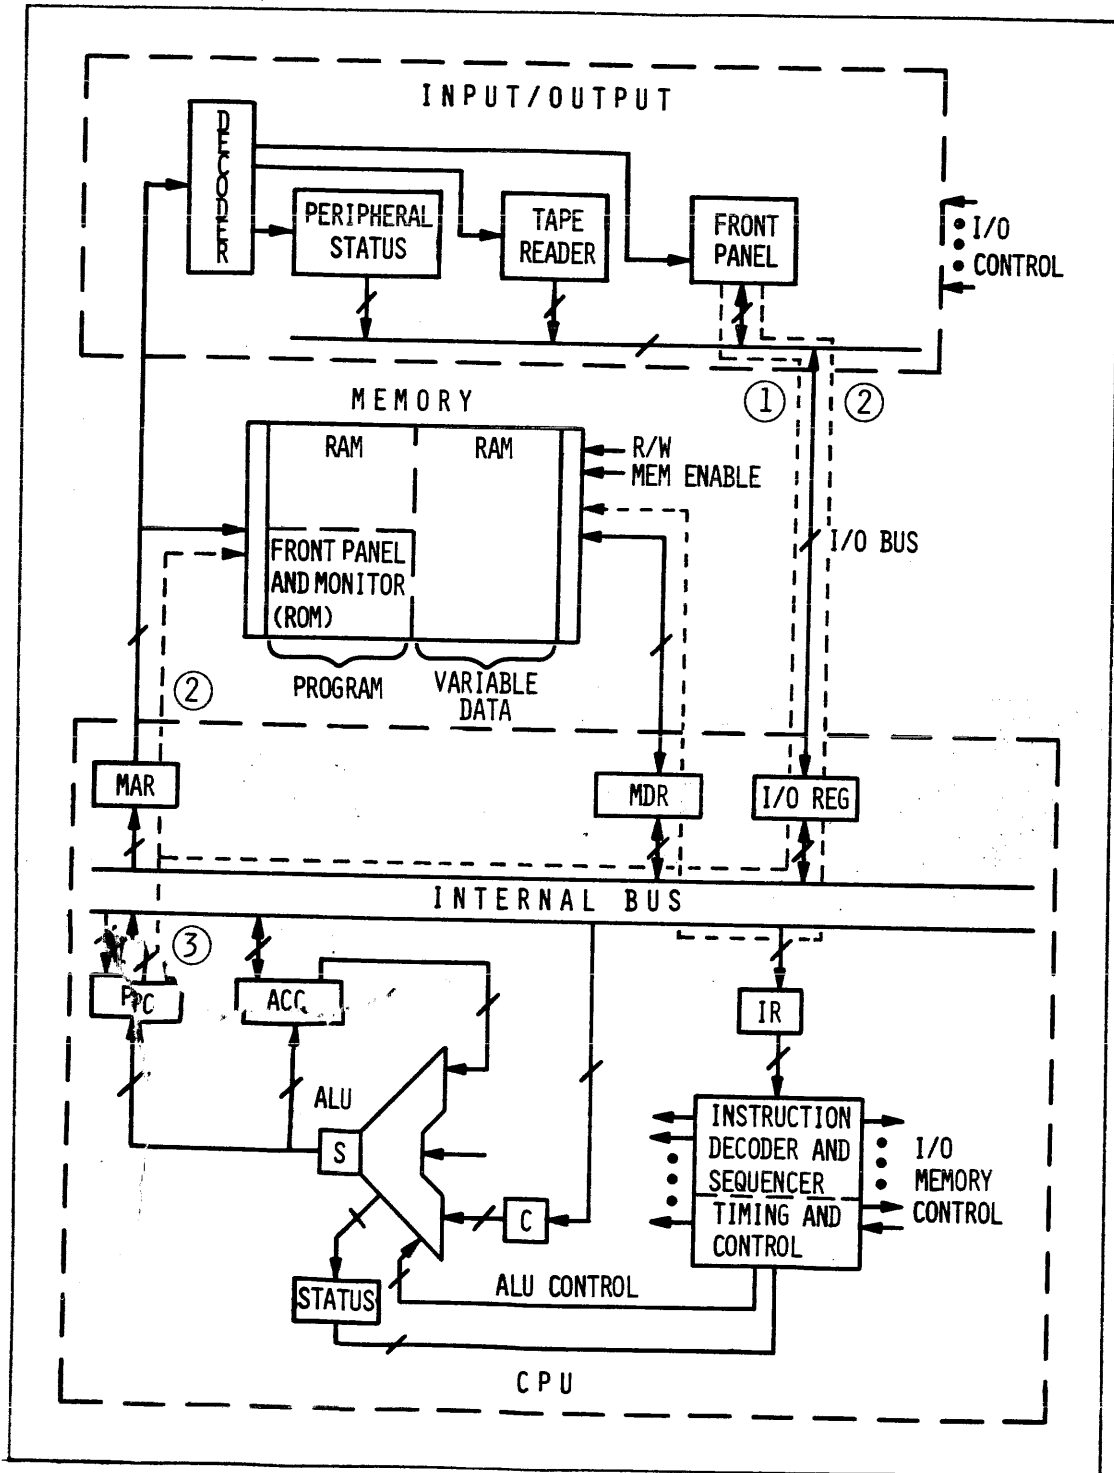 INPUT/OUTPUT
DECODER
PERIPHERAL
STATUS
TAPE
READER
FRONT
PANEL
I/O
CONTROL
MEMORY
1
2
RAM
RAM
R/W
MEM ENABLE
I/O BUS
FRONT PANEL
AND MONITOR
(ROM)
2
PROGRAM
VARIABLE
DATA
MAR
MDR
I/O REG
INTERNAL BUS
3
PC
ACC
IR
ALU
S
C
INSTRUCTION
DECODER AND
SEQUENCER
TIMING AND
CONTROL
I/O
MEMORY
CONTROL
ALU CONTROL
STATUS
CPU